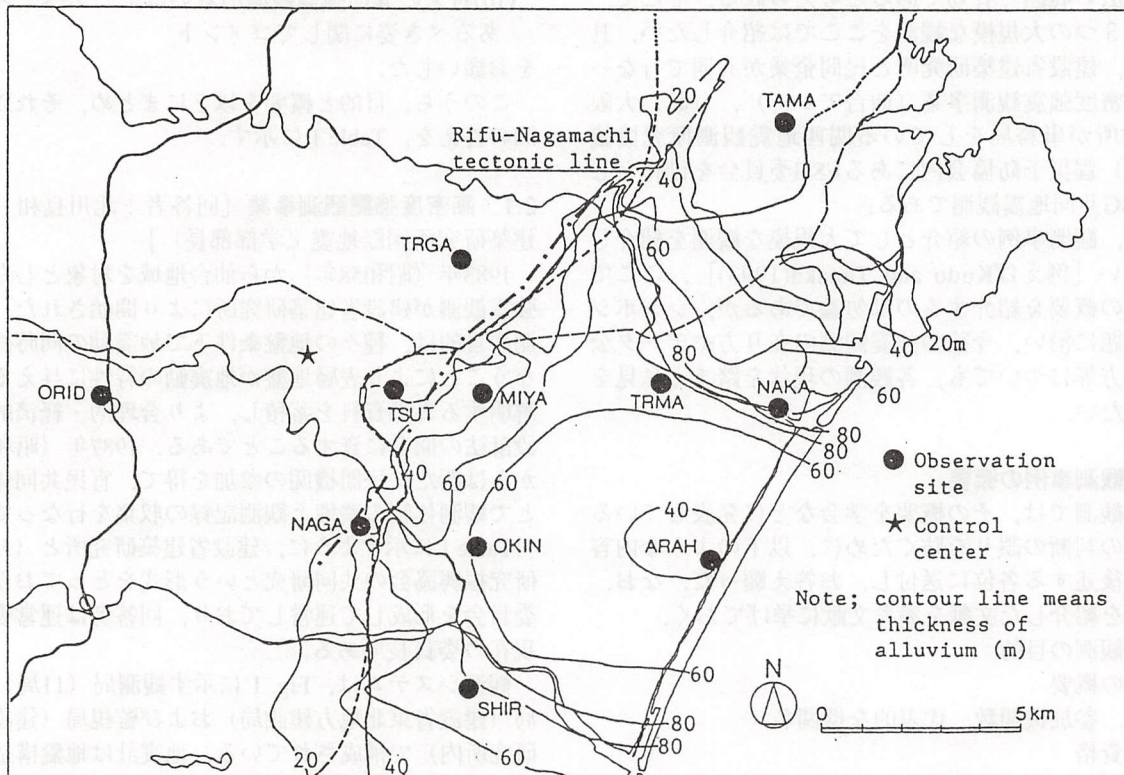 20
TAMA
Rifu-Nagamachi
tectonic line
40
10
60
TRGA
80
40
20m
ORID
TSUT
MIYA
TRMA
NAKA
60
80
60
Observation
site
40
60
60
40
Control
center
NAGA
OKIN
ARAH
Note: contour line means
thickness of
alluvium (m)
60
N
SHIR
0
5km
80
80
20
40
60